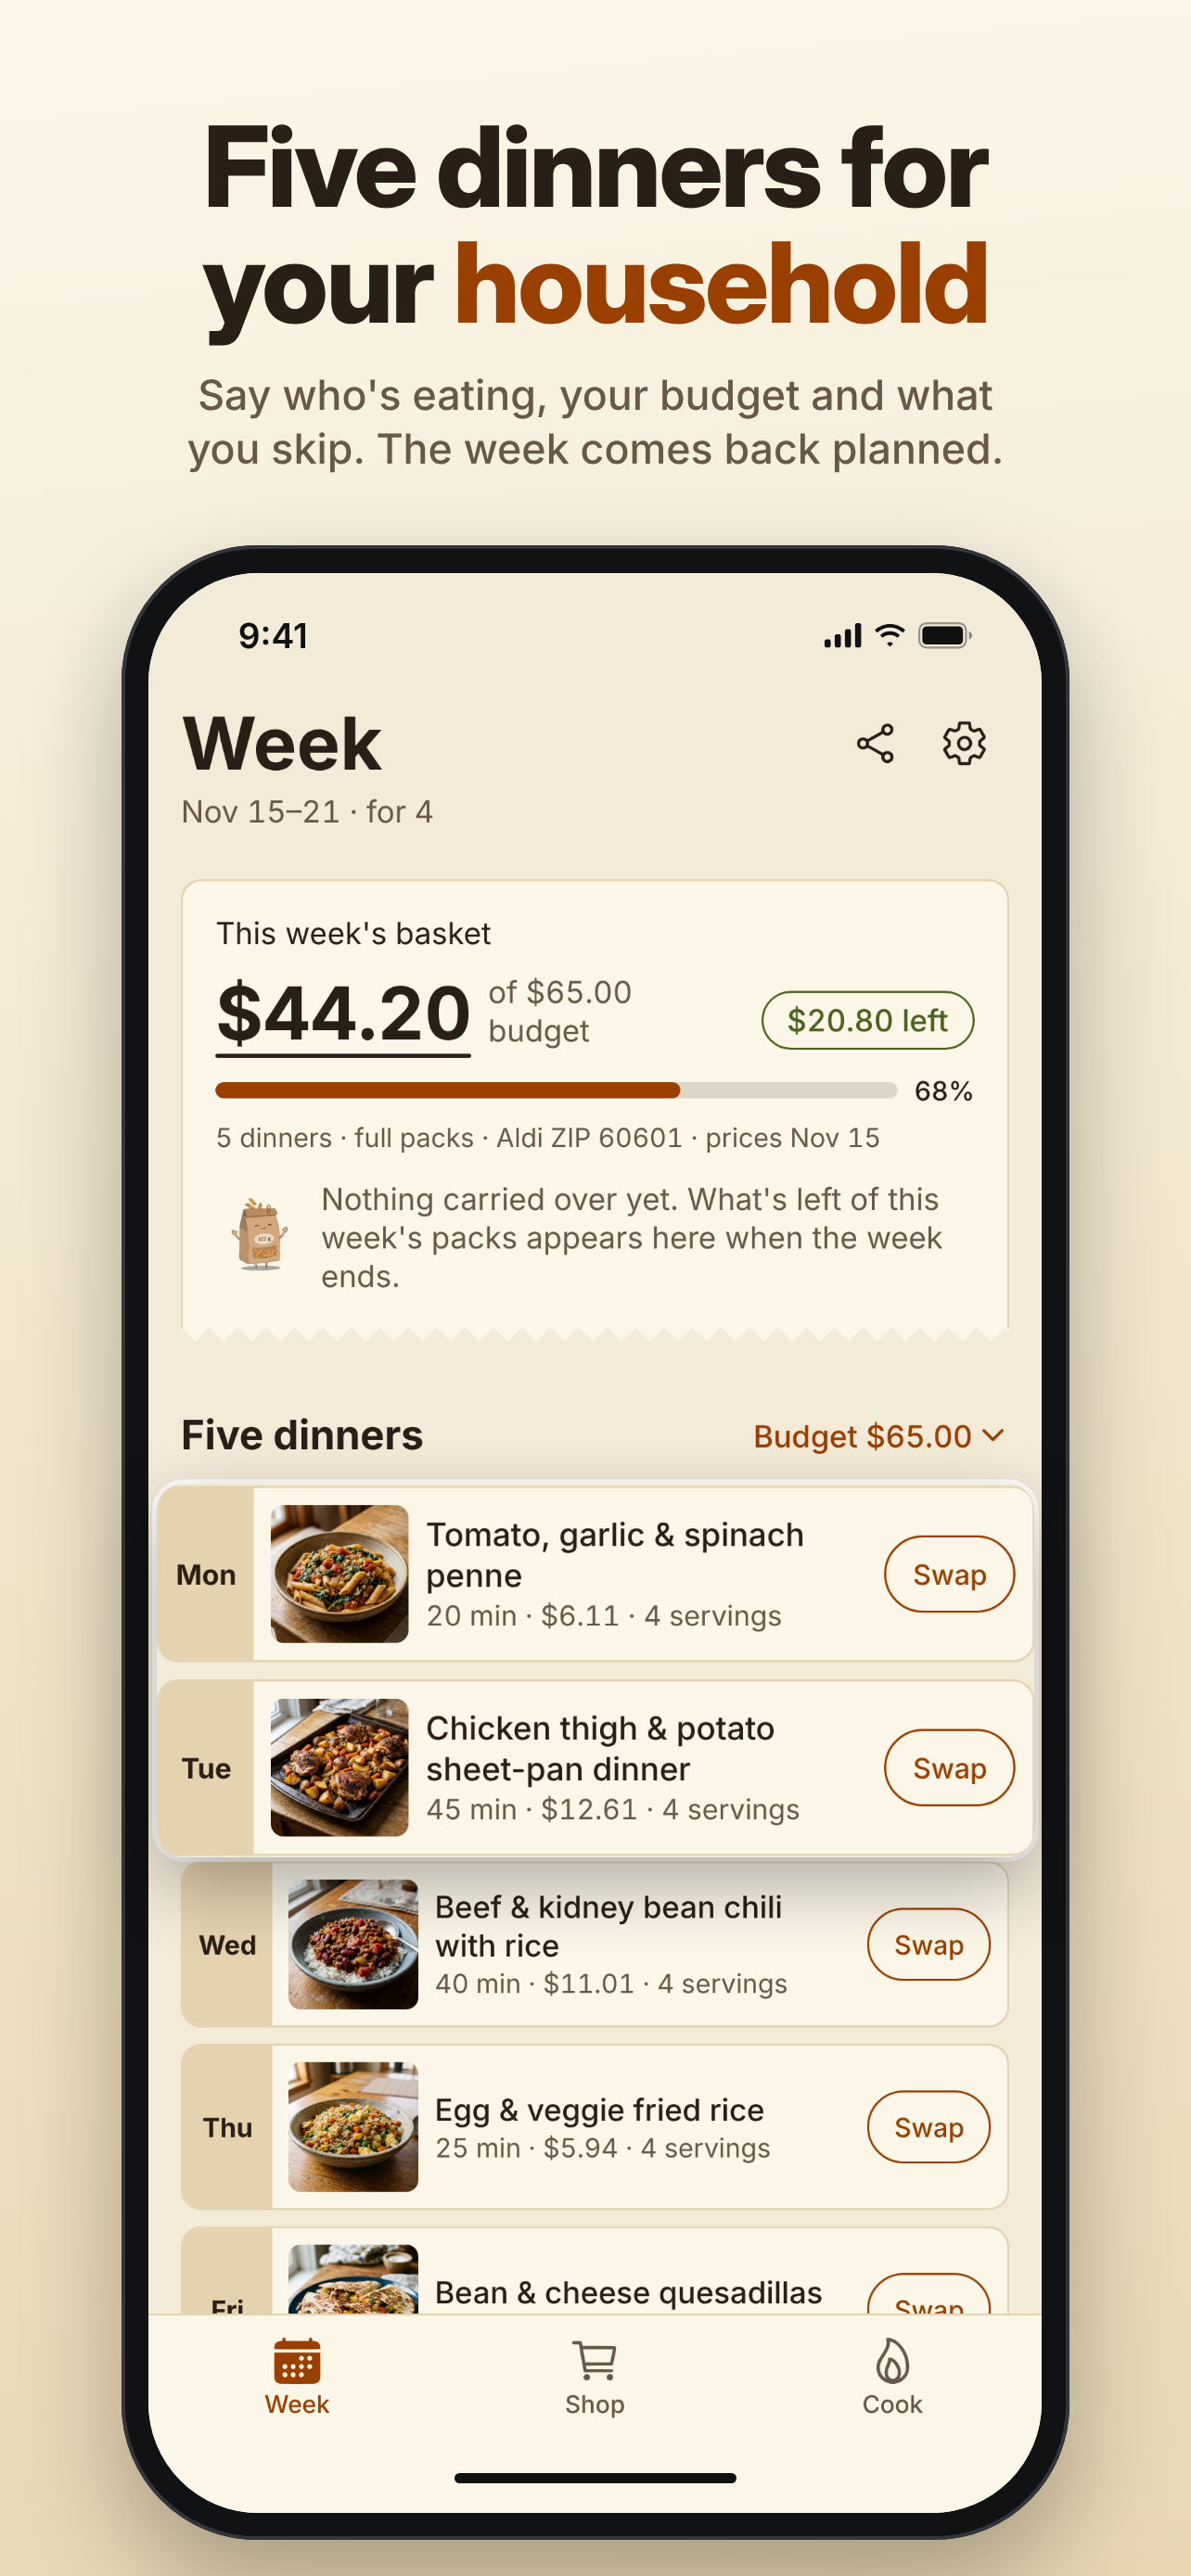 Five dinners for
your household
Say who's eating, your budget and what
you skip. The week comes back planned.
9:41
Week
Nov 15–21 · for 4
This week's basket
$44.20 of $65.00
budget
$20.80 left
68%
5 dinners · full packs · Aldi ZIP 60601 · prices Nov 15
Nothing carried over yet. What's left of this
week's packs appears here when the week
ends.
Five dinners
Budget $65.00
Mon
Tomato, garlic & spinach
penne
20 min · $6.11 · 4 servings
Swap
Tue
Chicken thigh & potato
sheet-pan dinner
45 min · $12.61 · 4 servings
Swap
Wed
Beef & kidney bean chili
with rice
40 min · $11.01 · 4 servings
Swap
Thu
Egg & veggie fried rice
25 min · $5.94 · 4 servings
Swap
Fri
Bean & cheese quesadillas
Swap
Week
Shop
Cook